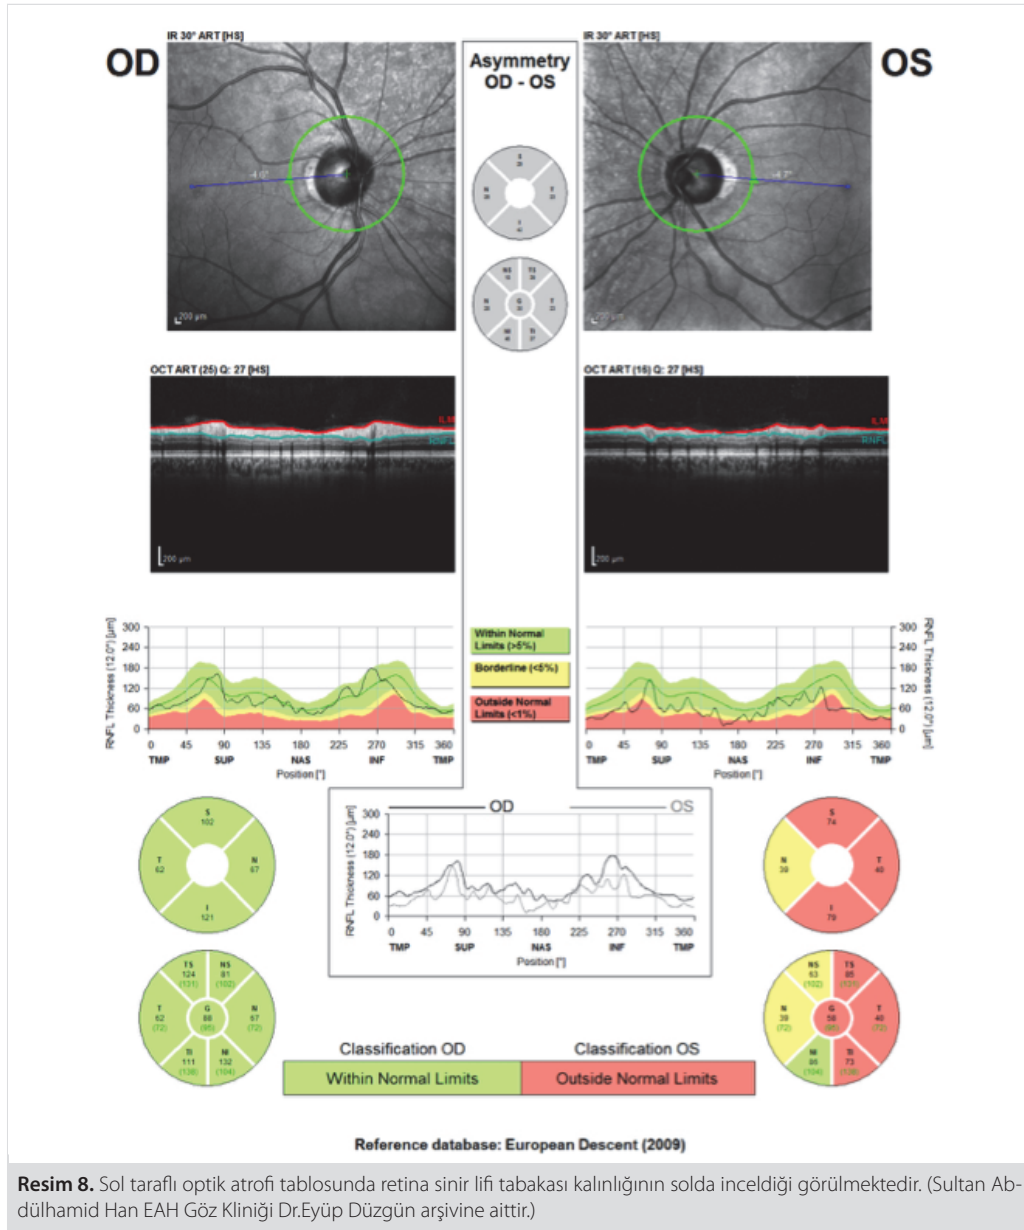 IR 30° ART [HS]
OD
Asymmetry
OD - OS
IR 30° ART [HS]
OS
200 µm
200 µm
S
N
T
I
NS
TS
N
G
T
NI
TI
OCT ART (25) Q: 27 [HS]
ILM
RNFL
200 µm
OCT ART (16) Q: 27 [HS]
ILM
RNFL
200 µm
RNFL Thickness (12.0°) [µm]
300
240
180
120
60
0
0 45 90 135 180 225 270 315 360
TMP SUP NAS INF TMP
Position [°]
Within Normal
Limits (>5%)
Borderline (<5%)
Outside Normal
Limits (<1%)
300
240
180
120
60
0
RNFL Thickness (12.0°) [µm]
0 45 90 135 180 225 270 315 360
TMP SUP NAS INF TMP
Position [°]
OD OS
RNFL Thickness (12.0°) [µm]
300
240
180
120
60
0
0 45 90 135 180 225 270 315 360
TMP SUP NAS INF TMP
Position [°]
S
102
T
62
N
67
I
121
TS
124
(131)
NS
81
(102)
T
62
(72)
G
88
(95)
N
67
(72)
TI
111
NI
132
(104)
S
74
N
39
T
40
I
79
NS
63
(102)
TS
85
(131)
N
39
(72)
G
58
(95)
T
40
(72)
NI
86
(104)
TI
73
Classification OD
Within Normal Limits
Classification OS
Outside Normal Limits
Reference database: European Descent (2009)
Resim 8. Sol taraflı optik atrofi tablosunda retina sinir lifi tabakası kalınlığının solda inceldiği görülmektedir. (Sultan Ab-
dülhamid Han EAH Göz Kliniği Dr.Eyüp Düzgün arşivine aittir.)